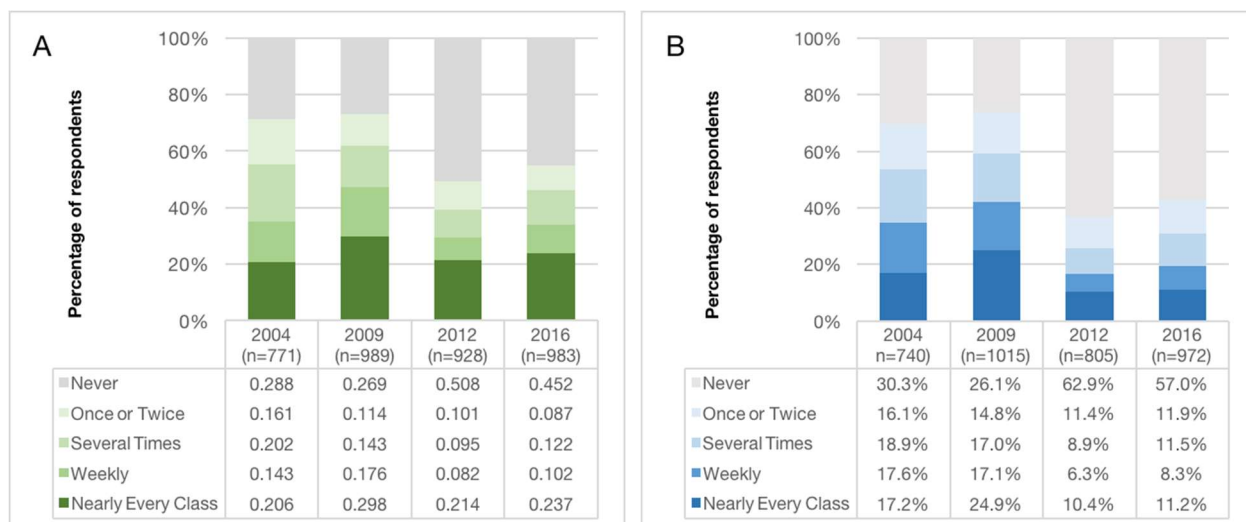 A
Percentage of respondents
100%
80%
60%
40%
20%
0%
2004 2009 2012 2016
(n=771) (n=989) (n=928) (n=983)
Never 0.288 0.269 0.508 0.452
Once or Twice 0.161 0.114 0.101 0.087
Several Times 0.202 0.143 0.095 0.122
Weekly 0.143 0.176 0.082 0.102
Nearly Every Class 0.206 0.298 0.214 0.237
B
Percentage of respondents
100%
80%
60%
40%
20%
0%
2004 2009 2012 2016
n=740) (n=1015) (n=805) (n=972)
Never 30.3% 26.1% 62.9% 57.0%
Once or Twice 16.1% 14.8% 11.4% 11.9%
Several Times 18.9% 17.0% 8.9% 11.5%
Weekly 17.6% 17.1% 6.3% 8.3%
Nearly Every Class 17.2% 24.9% 10.4% 11.2%